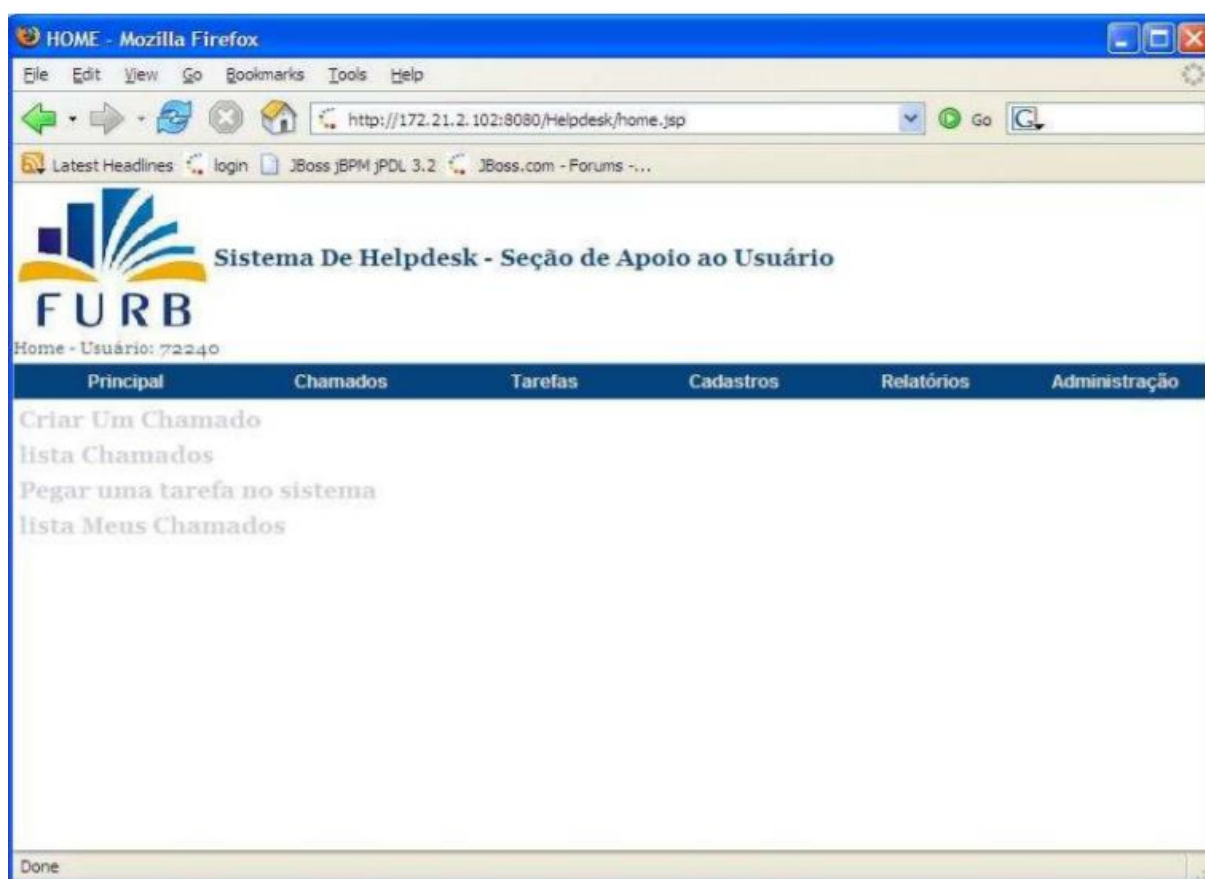 HOME - Mozilla Firefox
File Edit View Go Bookmarks Tools Help
http://172.21.2.102:8080/Helpdesk/home.jsp Go G
Latest Headlines login JBoss jBPM jPDL 3.2 JBoss.com - Forums -...
Sistema De Helpdesk - Seção de Apoio ao Usuário
FURB
Home - Usuário: 72240
Principal Chamados Tarefas Cadastros Relatórios Administração
Criar Um Chamado
lista Chamados
Pegar uma tarefa no sistema
lista Meus Chamados
Done